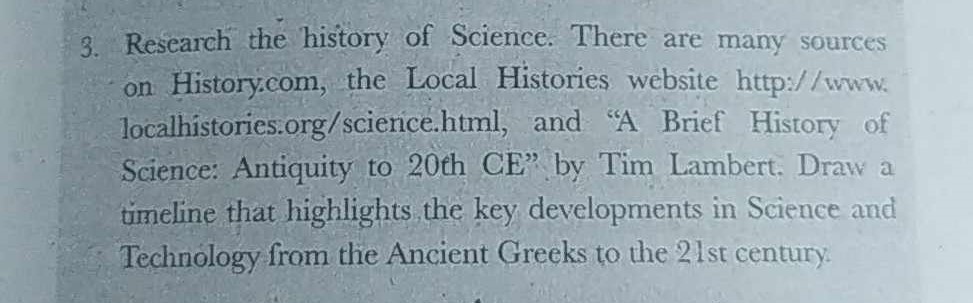 3. Research the history of Science. There are many sources
on History.com, the Local Histories website http://www.
localhistories.org/science.html, and “A Brief History of
Science: Antiquity to 20th CE” by Tim Lambert. Draw a
timeline that highlights the key developments in Science and
Technology from the Ancient Greeks to the 21st century.